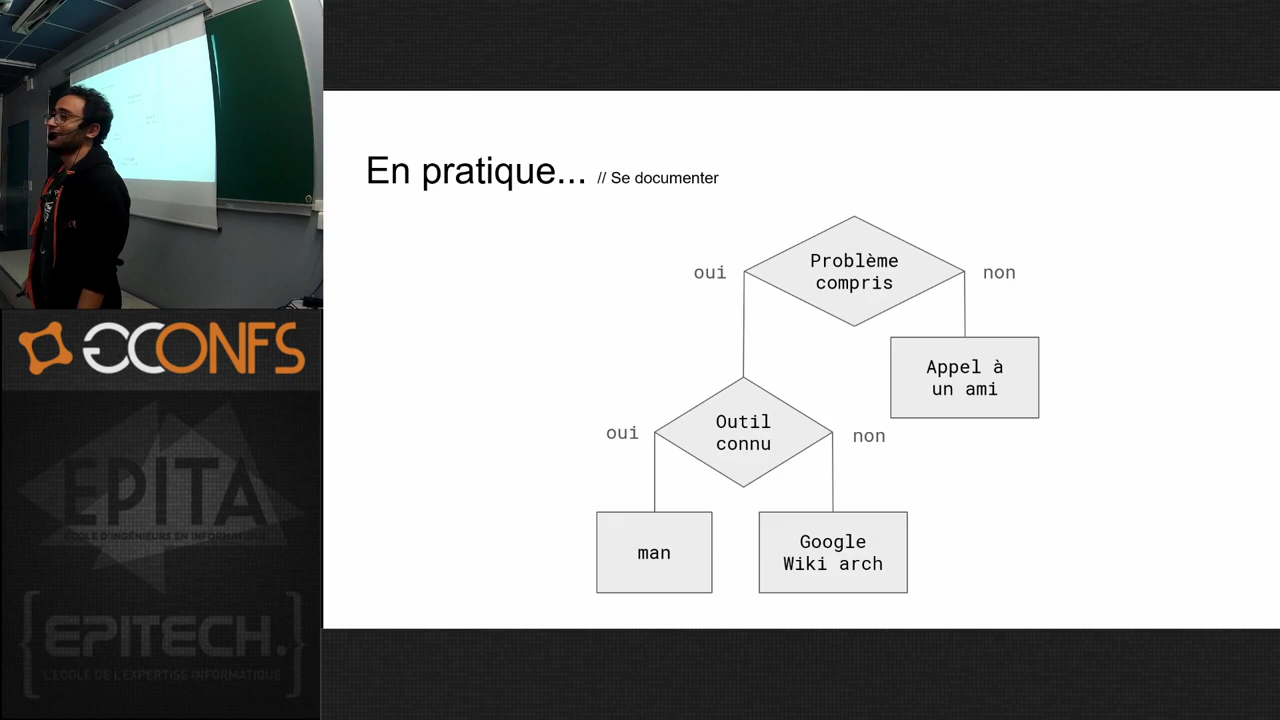 En pratique... // Se documenter
Problème
compris
oui
non
Appel à
un ami
Outil
connu
oui
non
man
Google
Wiki arch
GCONFS
EPITA
ÉCOLE D'INGÉNIEURS EN INFORMATIQUE
{EPITECH.}
L'ECOLE DE L'EXPERTISE INFORMATIQUE